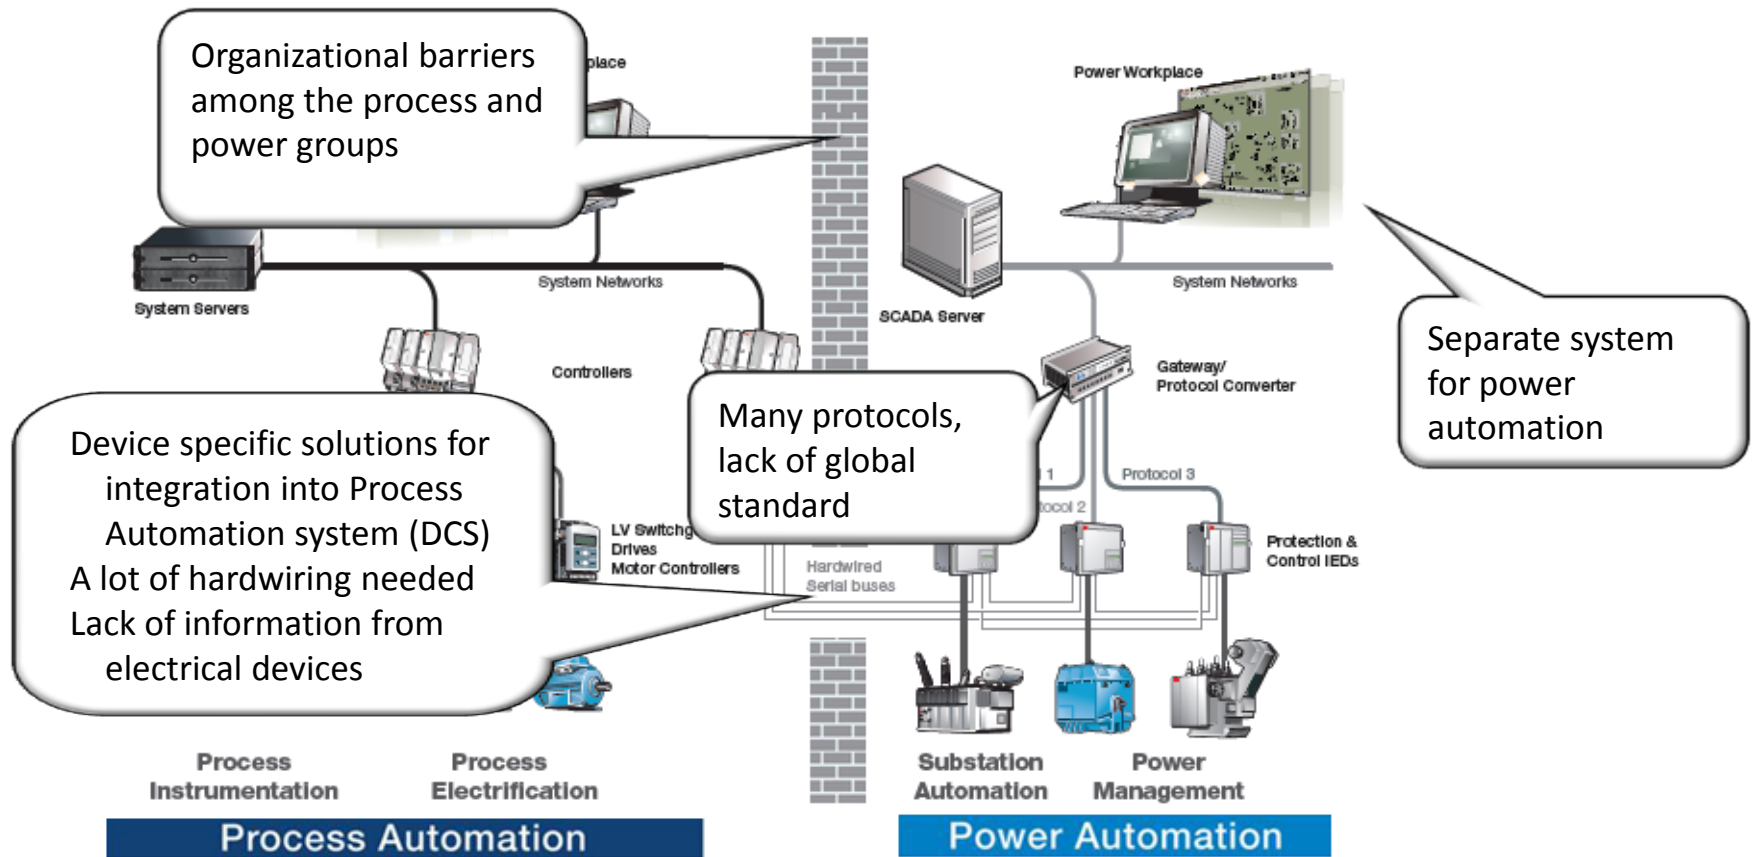 Organizational barriers
among the process and
power groups
place
Power Workplace
System Servers
System Networks
SCADA Server
System Networks
Separate system
for power
automation
Controllers
Gateway/
Protocol Converter
Many protocols,
lack of global
standard
Device specific solutions for
integration into Process
Automation system (DCS)
A lot of hardwiring needed
Lack of information from
electrical devices
l 1
Protocol 3
tocol 2
LV Switchg
Drives
Motor Controllers
Hardwired
Serial buses
Protection &
Control IEDs
Process
Instrumentation
Process
Electrification
Substation
Automation
Power
Management
Process Automation
Power Automation